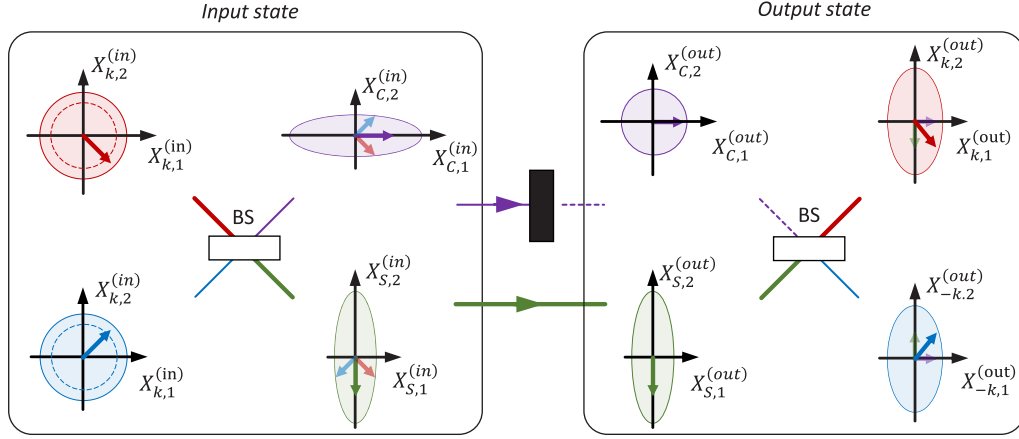 Input state
Output state
X_{k,2}^{(in)}
X_{k,1}^{(in)}
X_{C,2}^{(in)}
X_{C,1}^{(in)}
X_{C,2}^{(out)}
X_{C,1}^{(out)}
X_{k,2}^{(out)}
X_{k,1}^{(out)}
BS
BS
X_{k,2}^{(in)}
X_{k,1}^{(in)}
X_{S,2}^{(in)}
X_{S,1}^{(in)}
X_{S,2}^{(out)}
X_{S,1}^{(out)}
X_{-k.2}^{(out)}
X_{-k,1}^{(out)}